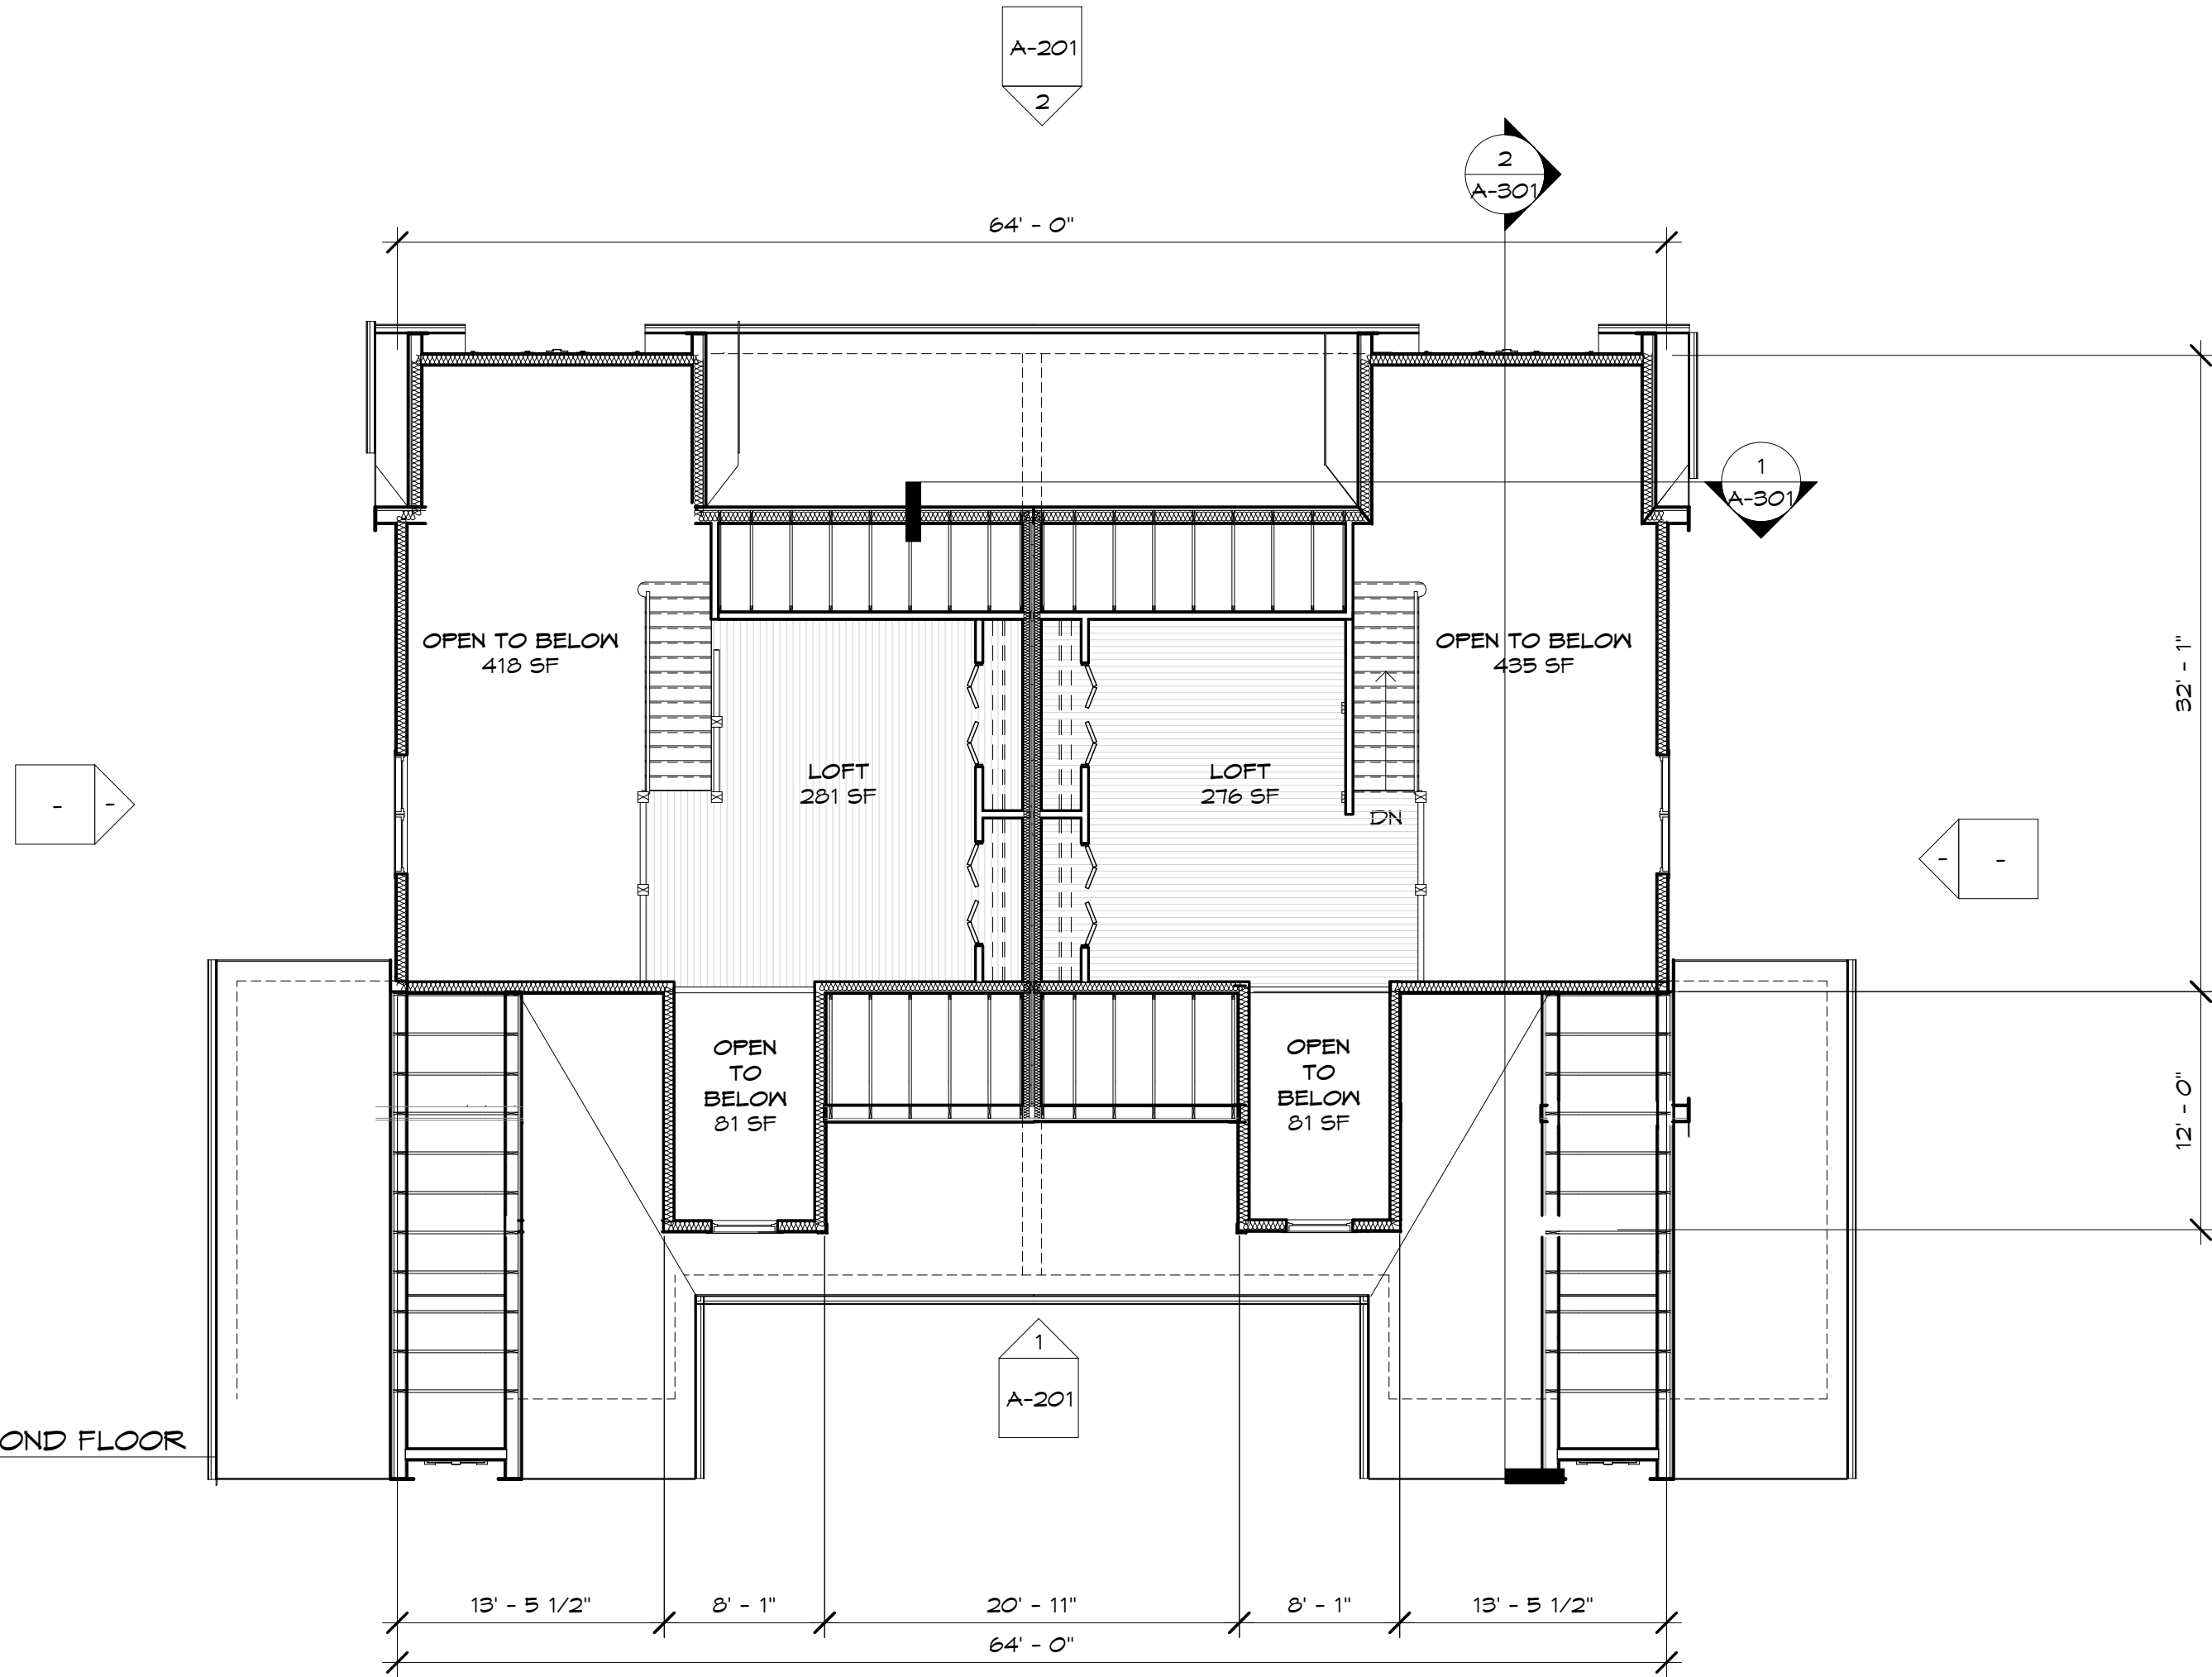 A-201
2
2
A-301
64' - 0"
1
A-301
OPEN TO BELOW
418 SF
OPEN TO BELOW
435 SF
32' - 1"
LOFT
281 SF
LOFT
276 SF
DN
-
-
-
-
OPEN
TO
BELOW
81 SF
OPEN
TO
BELOW
81 SF
12' - 0"
1
A-201
OND FLOOR
13' - 5 1/2"
8' - 1"
20' - 11"
8' - 1"
13' - 5 1/2"
64' - 0"